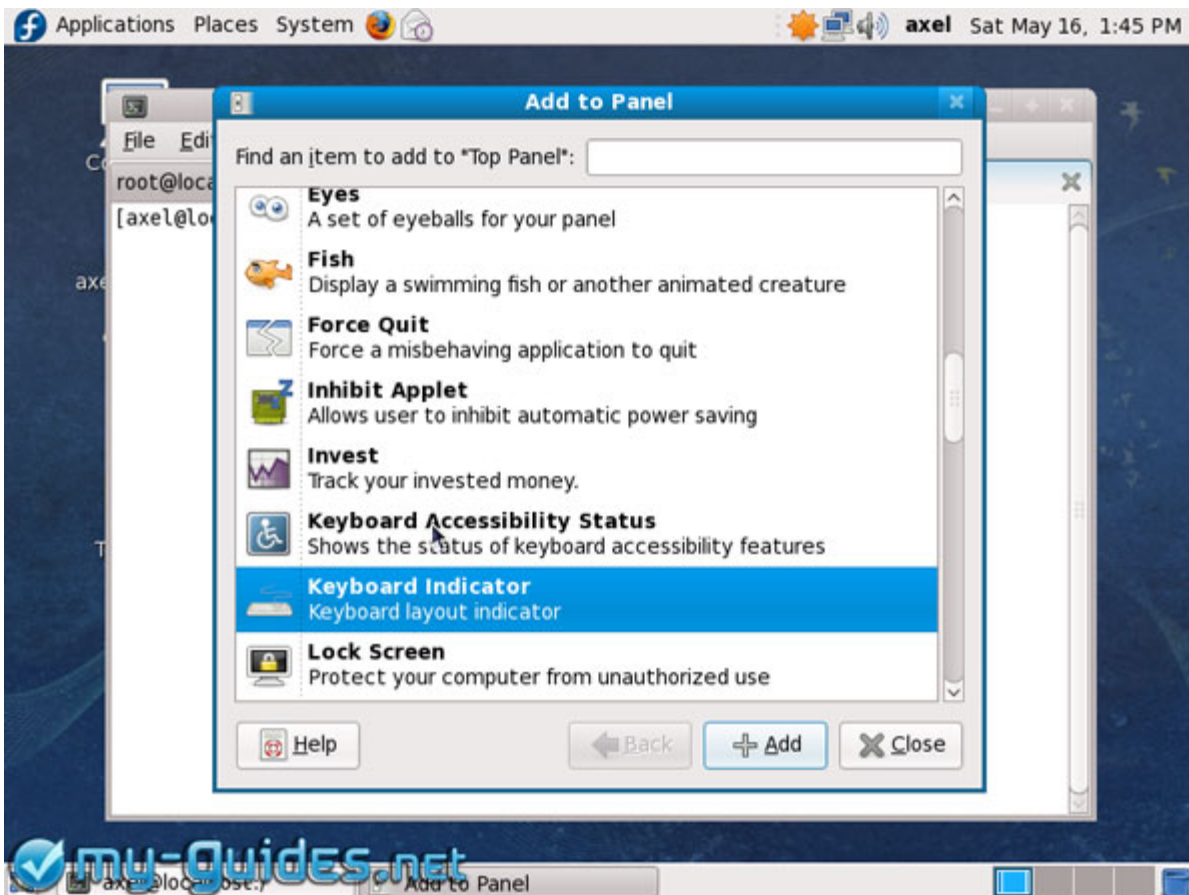 Applications Places System axel Sat May 16, 1:45 PM
Add to Panel
File Edi
Find an item to add to "Top Panel":
root@loca
[axel@lo
Eyes
A set of eyeballs for your panel
Fish
Display a swimming fish or another animated creature
axe
Force Quit
Force a misbehaving application to quit
Inhibit Applet
Allows user to inhibit automatic power saving
Invest
Track your invested money.
Keyboard Accessibility Status
Shows the status of keyboard accessibility features
Keyboard Indicator
Keyboard layout indicator
Lock Screen
Protect your computer from unauthorized use
Help Back Add Close
my-guides.net
Add to Panel